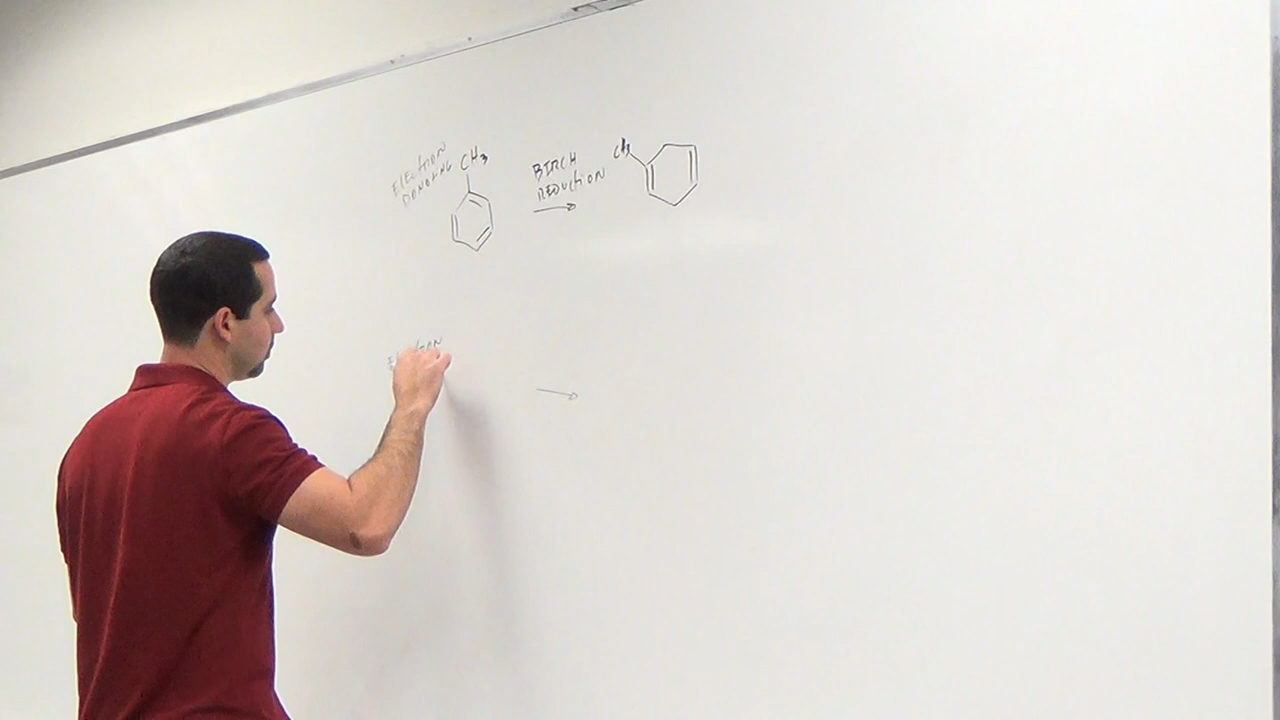 ELECTRON
DONATING
CH3
BIRCH
REDUCTION
CH3